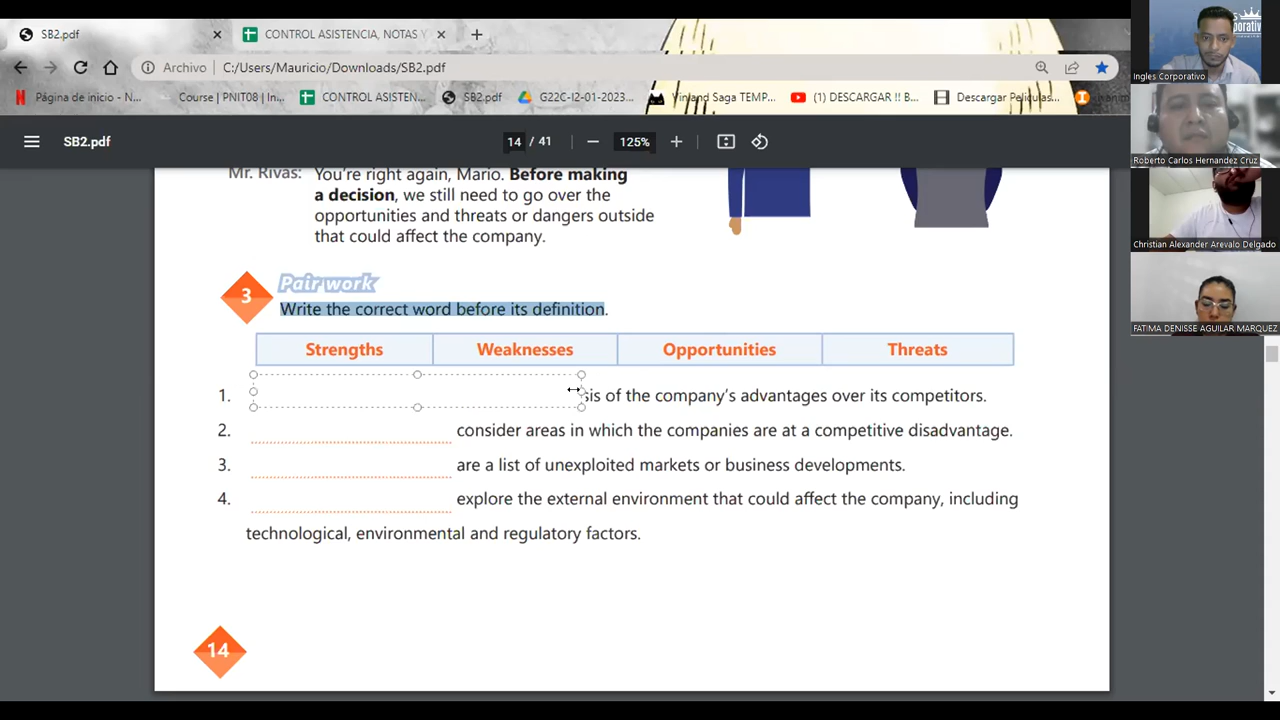 SB2.pdf
CONTROL ASISTENCIA, NOTAS Y
Archivo
C:/Users/Mauricio/Downloads/SB2.pdf
Página de inicio - N...
Course | PNIT08 | In...
CONTROL ASISTEN...
SB2.pdf
G22C-I2-01-2023...
Vinland Saga TEMP...
(1) DESCARGAR !! B...
Descargar Peliculas...
SB2.pdf
14 / 41
125%
Mr. Rivas: You're right again, Mario. Before making
a decision, we still need to go over the
opportunities and threats or dangers outside
that could affect the company.
3
Pair work
Write the correct word before its definition.
Strengths Weaknesses Opportunities Threats
1. sis of the company's advantages over its competitors.
2. consider areas in which the companies are at a competitive disadvantage.
3. are a list of unexploited markets or business developments.
4. explore the external environment that could affect the company, including
technological, environmental and regulatory factors.
14
Ingles Corporativo
Roberto Carlos Hernandez Cruz
Christian Alexander Arevalo Delgado
FATIMA DENISSE AGUILAR MARQUEZ